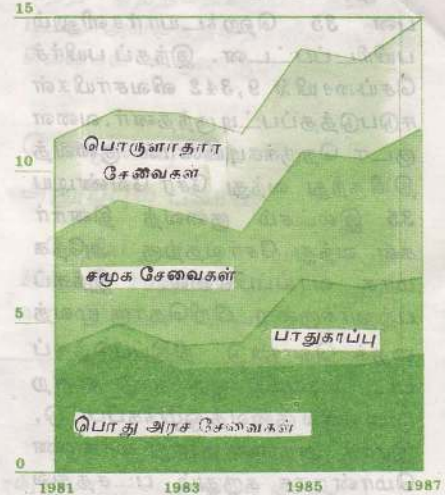 15
பொருளாதார
சேவைகள்
10
சமூக சேவைகள்
5
பாதுகாப்பு
பொது அரச சேவைகள்
0
1981 1983 1985 1987